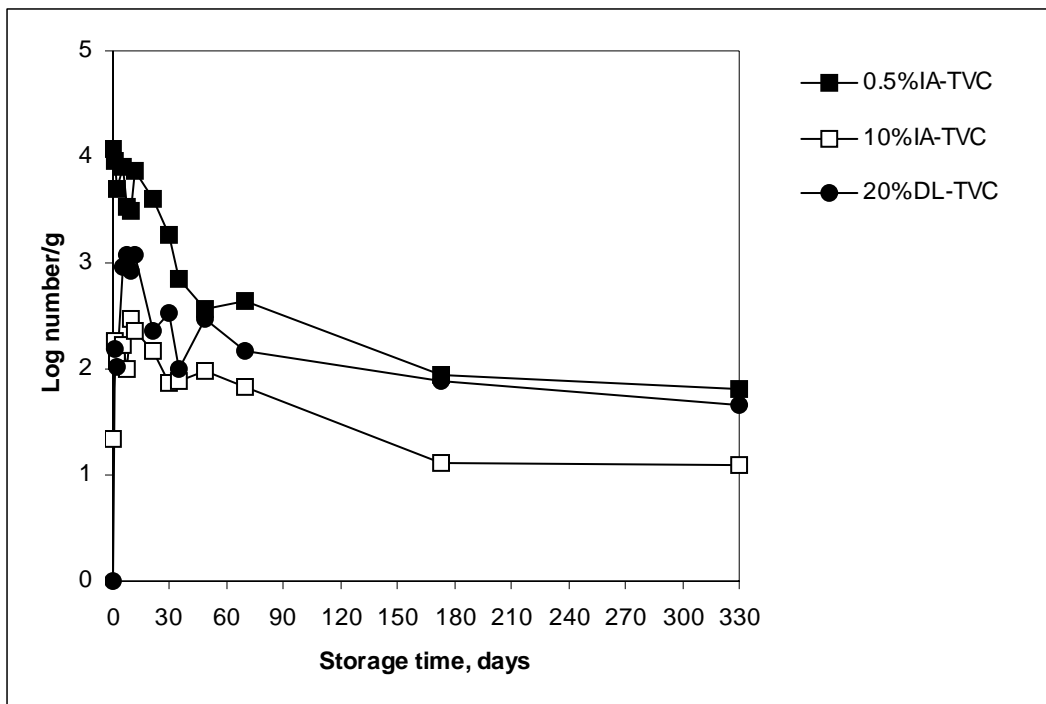 5
4
3
2
1
0
Log number/g
0 30 60 90 120 150 180 210 240 270 300 330
Storage time, days
0.5%IA-TVC
10%IA-TVC
20%DL-TVC